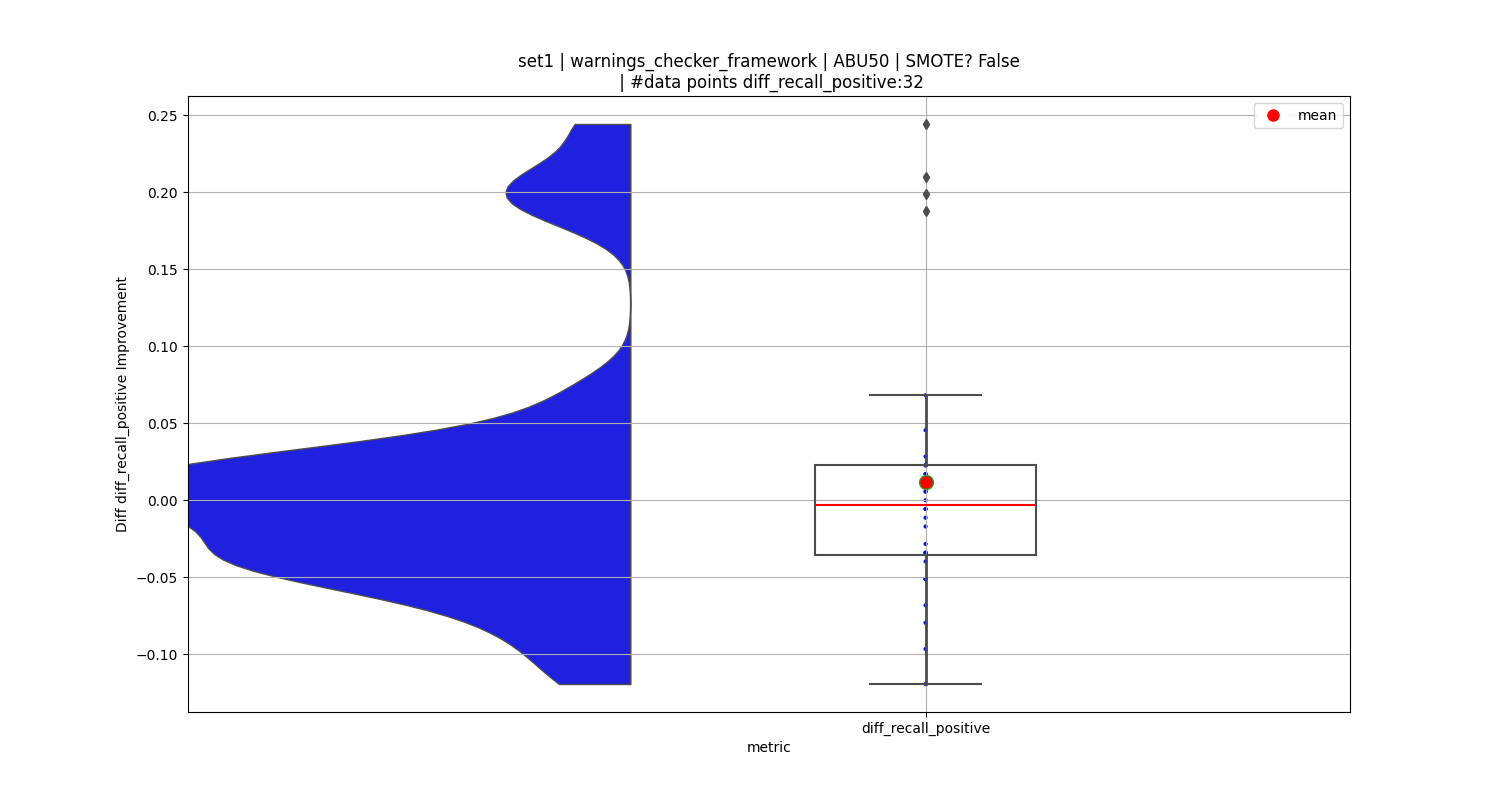 set1 | warnings_checker_framework | ABU50 | SMOTE? False
| #data points diff_recall_positive:32
mean
Diff diff_recall_positive Improvement
0.25
0.20
0.15
0.10
0.05
0.00
−0.05
−0.10
diff_recall_positive
metric